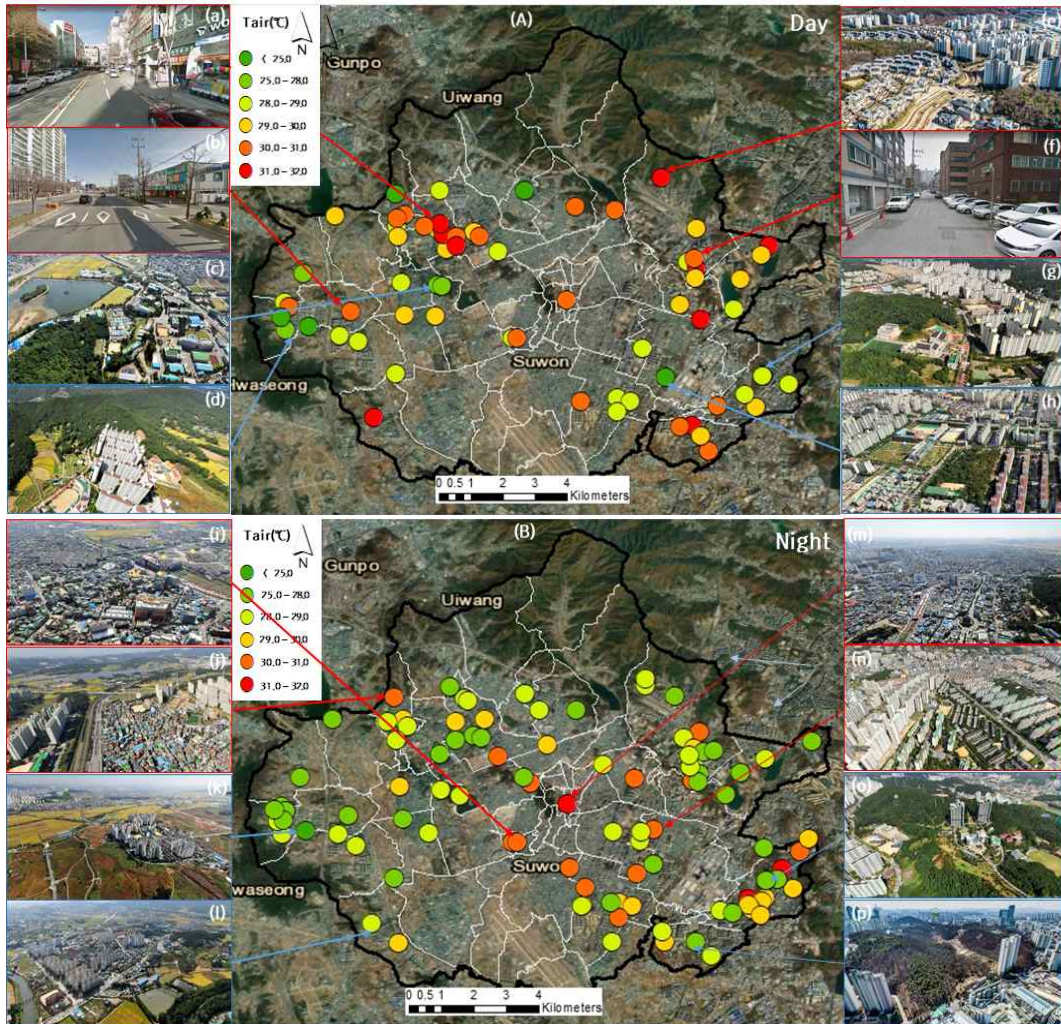 (a)
(b)
(c)
(d)
(A)
Day
Tair(℃)
N
< 25.0
25.0 – 28.0
28.0 – 29.0
29.0 – 30.0
30.0 – 31.0
31.0 – 32.0
Gunpo
Uiwang
Suwon
Hwaseong
0 0.5 1 2 3 4
Kilometers
(e)
(f)
(g)
(h)
(i)
(j)
(k)
(l)
(B)
Night
Tair(℃)
N
< 25.0
25.0 – 28.0
28.0 – 29.0
29.0 – 30.0
30.0 – 31.0
31.0 – 32.0
Gunpo
Uiwang
Suwo
waseong
0 0.5 1 2 3 4
Kilometers
(m)
(n)
(o)
(p)